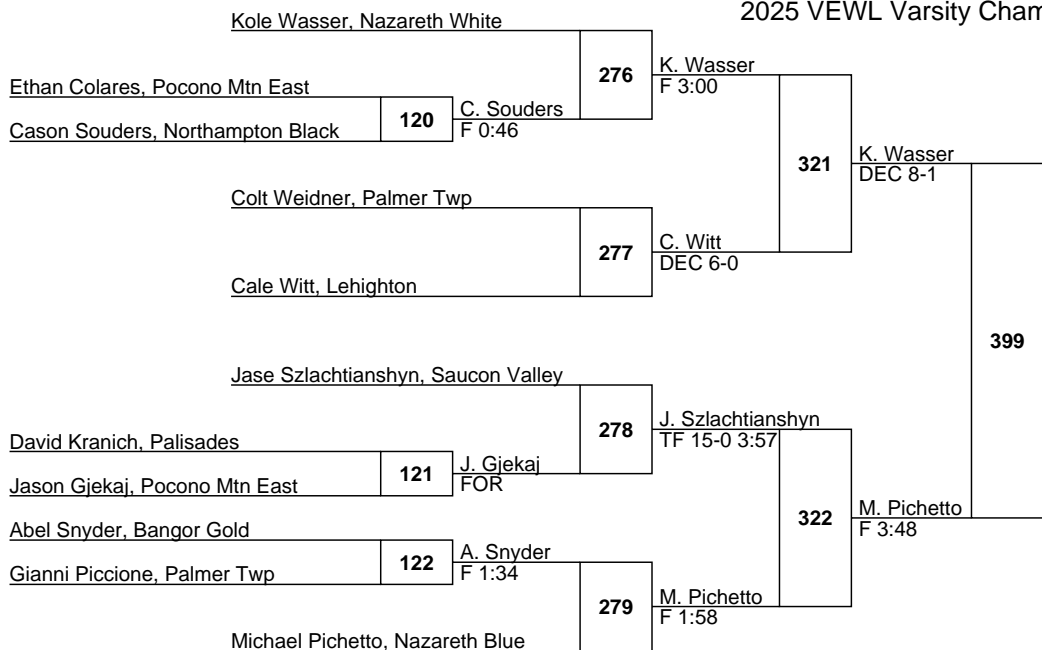 2025 VEWL Varsity Cham
Kole Wasser, Nazareth White
276
K. Wasser
F 3:00
Ethan Colares, Pocono Mtn East
120
C. Souders
F 0:46
Cason Souders, Northampton Black
321
K. Wasser
DEC 8-1
Colt Weidner, Palmer Twp
277
C. Witt
DEC 6-0
Cale Witt, Lehighton
399
Jase Szlachtianshyn, Saucon Valley
278
J. Szlachtianshyn
TF 15-0 3:57
David Kranich, Palisades
121
J. Gjekaj
FOR
Jason Gjekaj, Pocono Mtn East
322
M. Pichetto
F 3:48
Abel Snyder, Bangor Gold
122
A. Snyder
F 1:34
Gianni Piccione, Palmer Twp
279
M. Pichetto
F 1:58
Michael Pichetto, Nazareth Blue